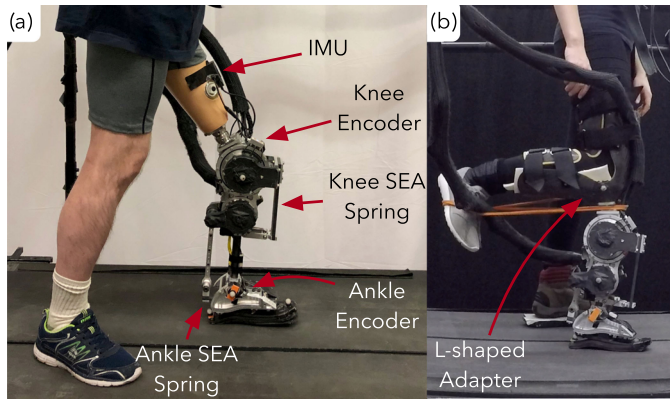 (a)
IMU
Knee
Encoder
Knee SEA
Spring
Ankle
Encoder
Ankle SEA
Spring
(b)
L-shaped
Adapter